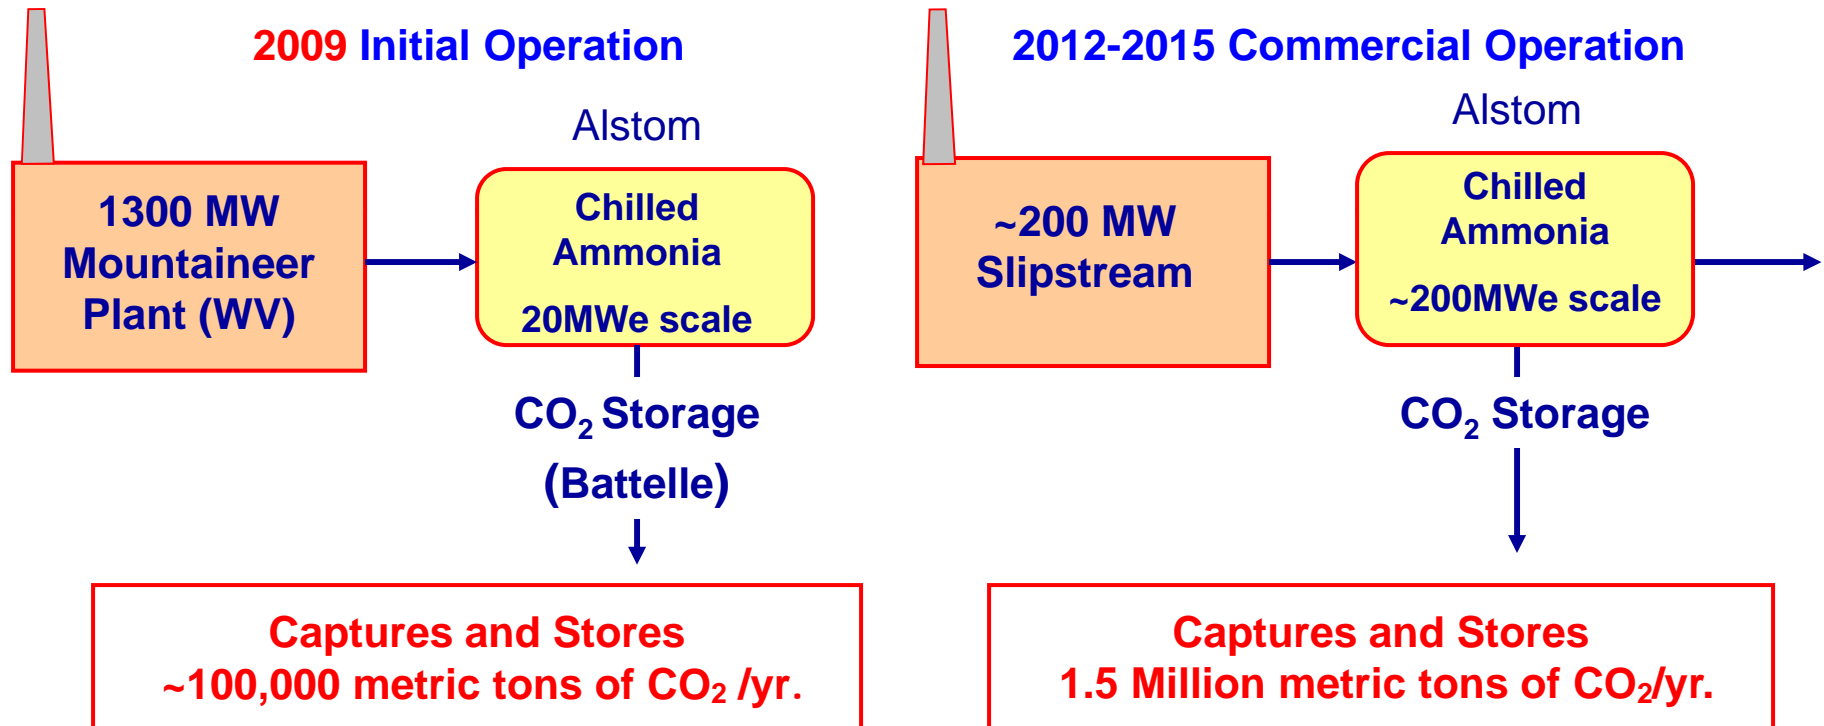 2009 Initial Operation
Alstom
1300 MW
Mountaineer
Plant (WV)
Chilled
Ammonia
20MWe scale
CO₂ Storage
(Battelle)
Captures and Stores
~100,000 metric tons of CO₂ /yr.
2012-2015 Commercial Operation
Alstom
~200 MW
Slipstream
Chilled
Ammonia
~200MWe scale
CO₂ Storage
Captures and Stores
1.5 Million metric tons of CO₂/yr.